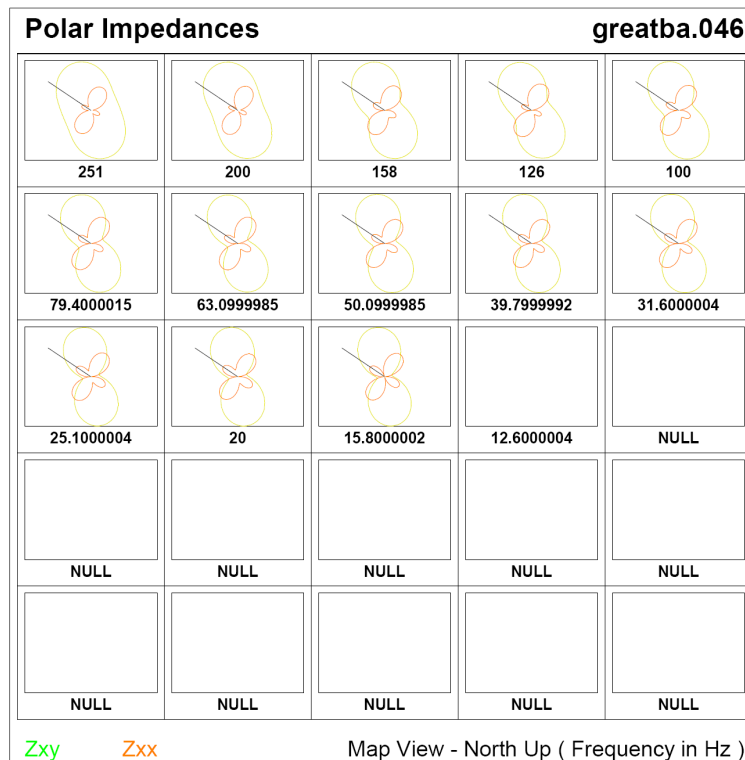 Polar Impedances greatba.046
251 200 158 126 100
79.4000015 63.0999985 50.0999985 39.7999992 31.6000004
25.1000004 20 15.8000002 12.6000004 NULL
NULL NULL NULL NULL NULL
NULL NULL NULL NULL NULL
Zxy Zxx Map View - North Up ( Frequency in Hz )